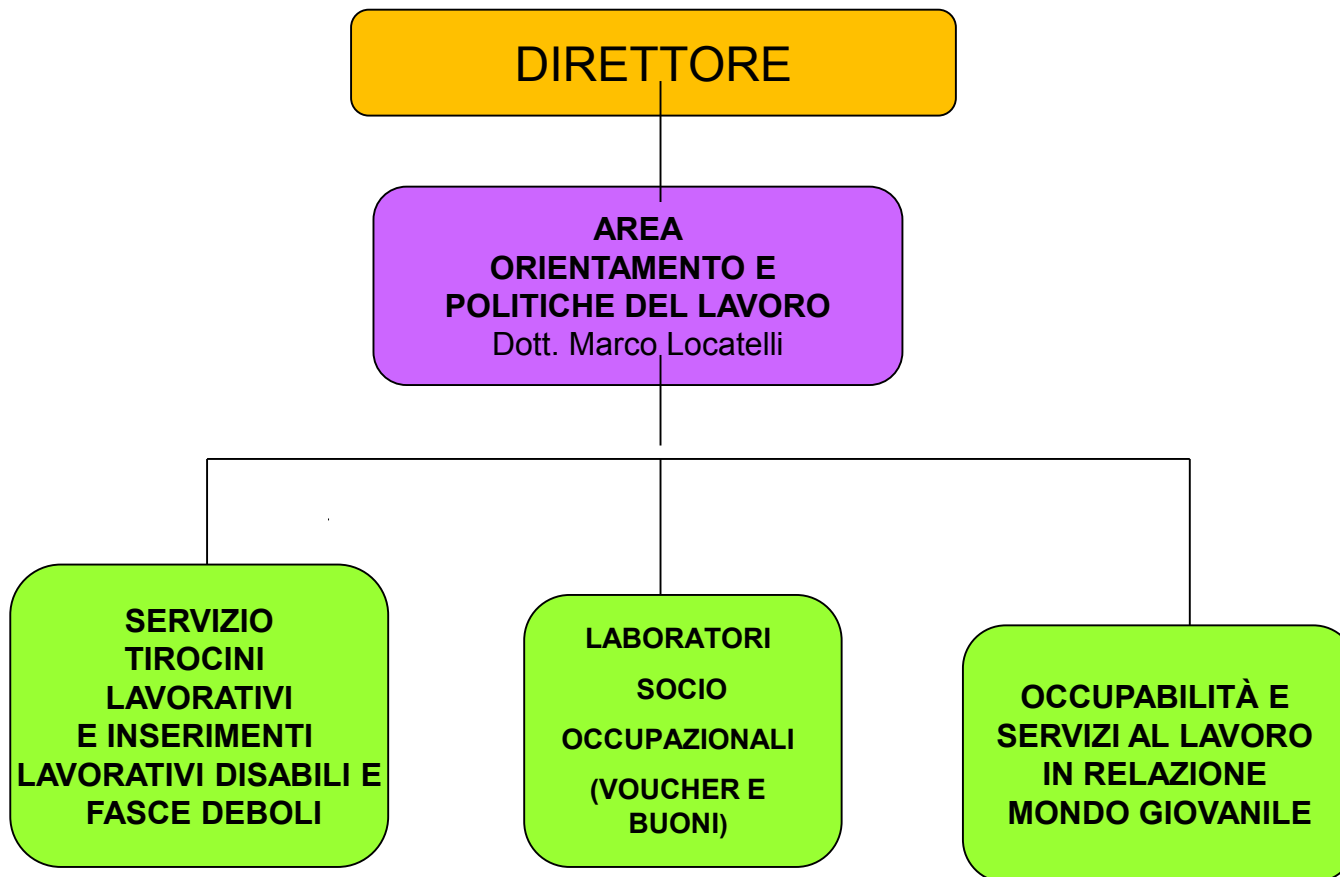 DIRETTORE
AREA
ORIENTAMENTO E
POLITICHE DEL LAVORO
Dott. Marco Locatelli
SERVIZIO
TIROCINI
LAVORATIVI
E INSERIMENTI
LAVORATIVI DISABILI E
FASCE DEBOLI
LABORATORI
SOCIO
OCCUPAZIONALI
(VOUCHER E
BUONI)
OCCUPABILITÀ E
SERVIZI AL LAVORO
IN RELAZIONE
MONDO GIOVANILE